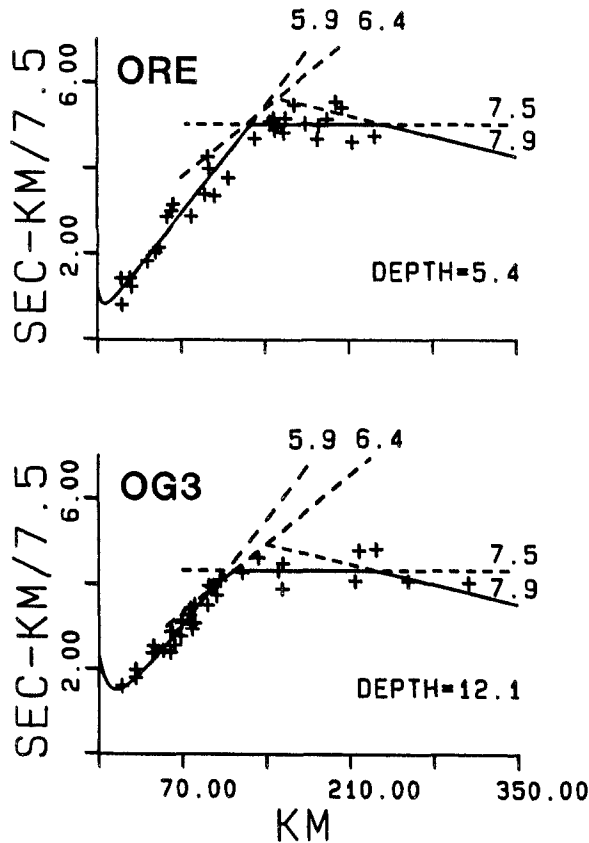 5.9 6.4
ORE
6.00
7.5
7.9
2.00
SEC-KM/7.5
DEPTH=5.4
5.9 6.4
OG3
6.00
7.5
7.9
2.00
SEC-KM/7.5
DEPTH=12.1
70.00 210.00 350.00
KM